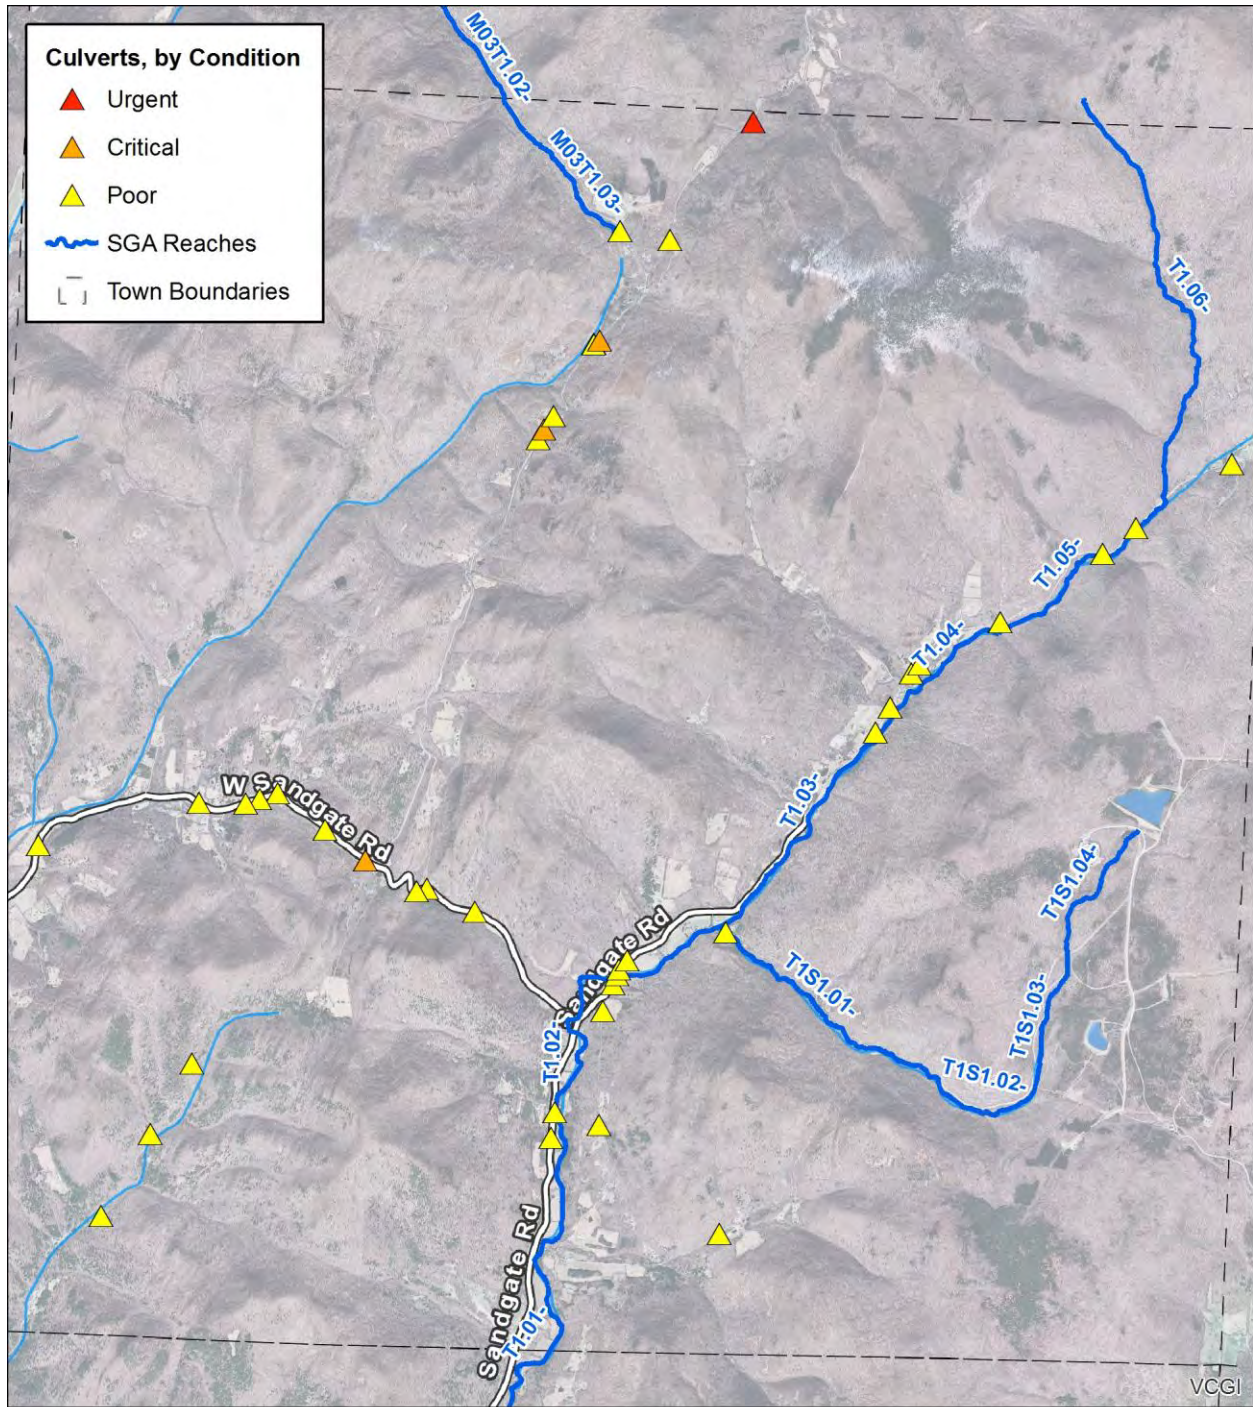 Culverts, by Condition
Urgent
Critical
Poor
SGA Reaches
Town Boundaries
M03T1.02-
M03T1.03-
T1.06-
T1.05-
T1.04-
T1.03-
W Sandgate Rd
T1S1.04-
Sandgate Rd
T1S1.01-
T1S1.03-
T1.02-
T1S1.02-
Sandgate Rd
T1.01-
VCGI